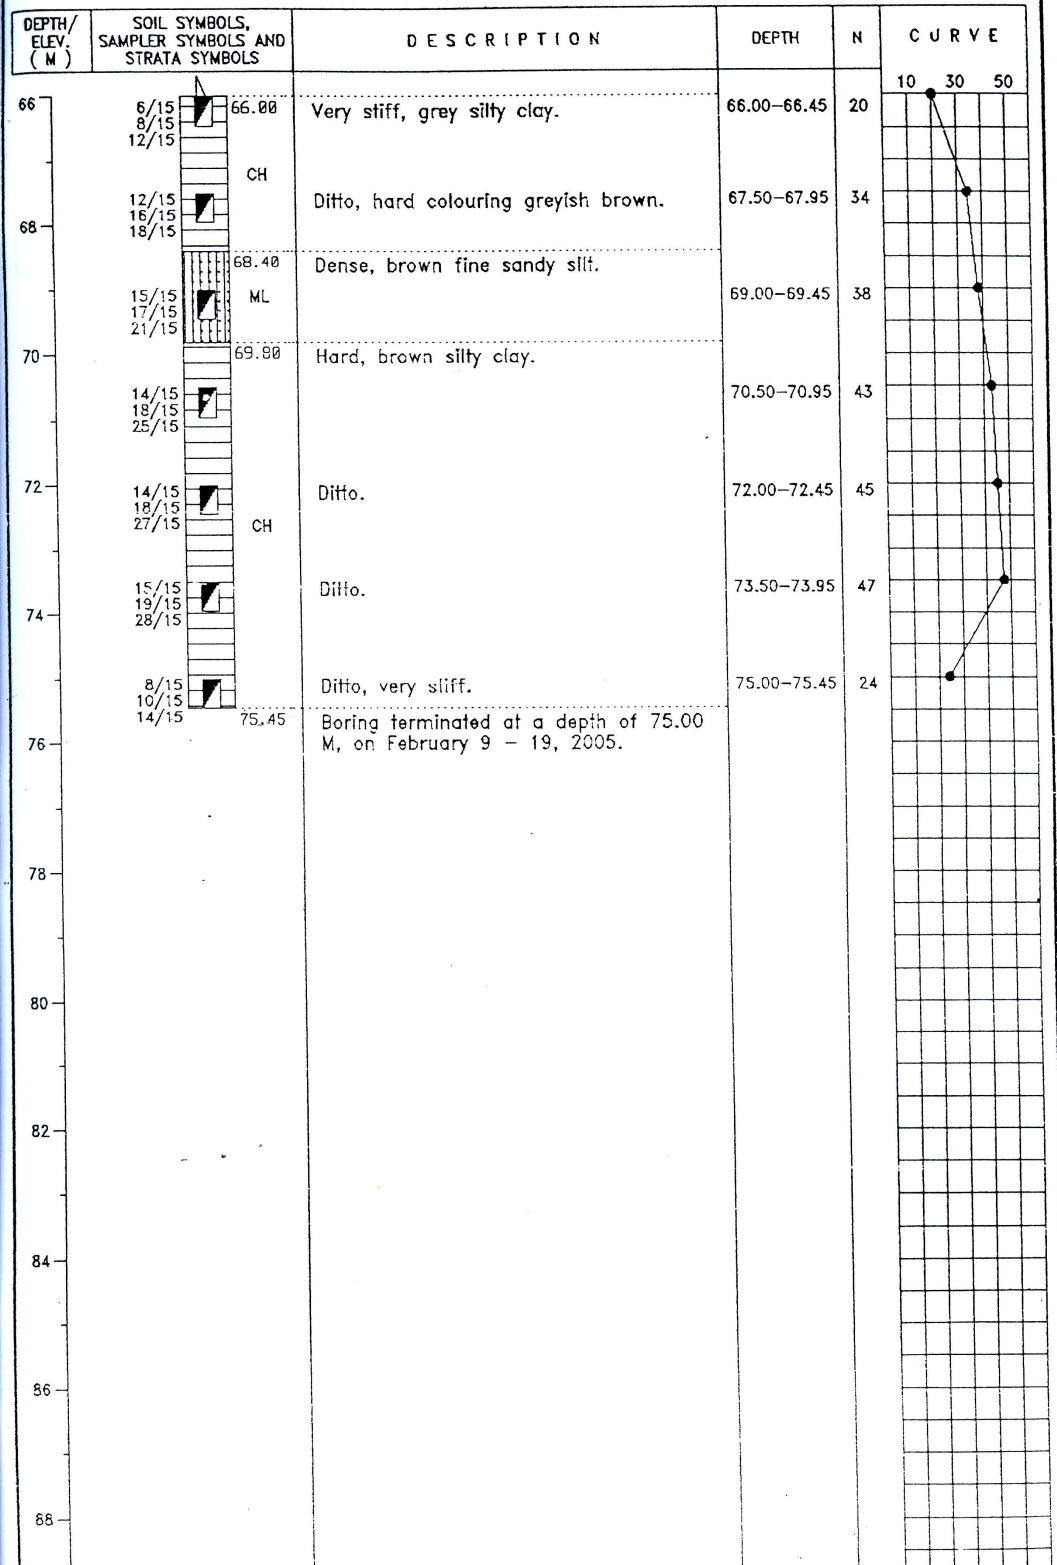 DEPTH/
ELEV.
( M )
SOIL SYMBOLS,
SAMPLER SYMBOLS AND
STRATA SYMBOLS
DESCRIPTION
DEPTH
N
CURVE
10 30 50
66
6/15
8/15
12/15
66.00
Very stiff, grey silty clay.
66.00–66.45
20
CH
12/15
16/15
18/15
Ditto, hard colouring greyish brown.
67.50–67.95
34
68
68.40
Dense, brown fine sandy silt.
15/15
17/15
21/15
ML
69.00–69.45
38
70
69.80
Hard, brown silty clay.
14/15
18/15
25/15
70.50–70.95
43
72
14/15
18/15
27/15
Ditto.
72.00–72.45
45
CH
15/15
19/15
28/15
Ditto.
73.50–73.95
47
74
8/15
10/15
14/15
Ditto, very stiff.
75.00–75.45
24
75.45
Boring terminated at a depth of 75.00
M, on February 9 – 19, 2005.
76
78
80
82
84
86
88